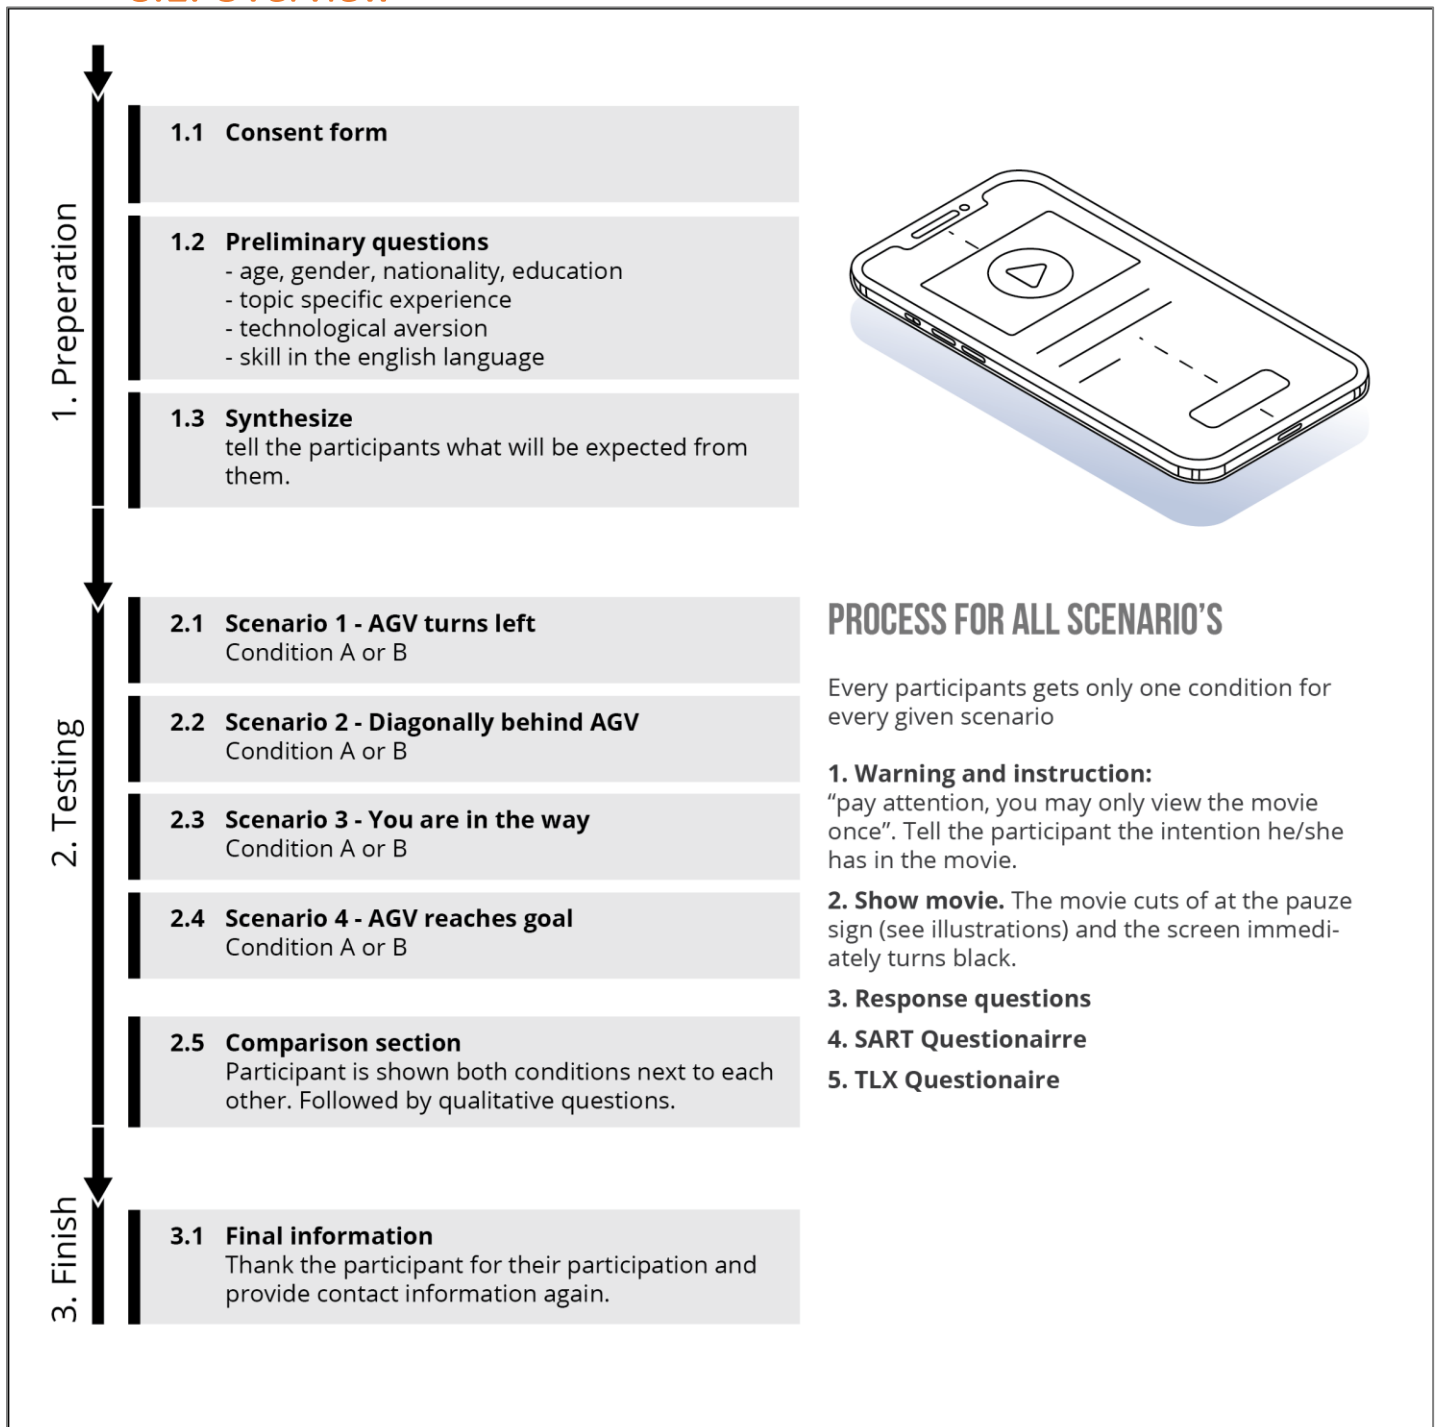 1. Preperation
1.1 Consent form
1.2 Preliminary questions
- age, gender, nationality, education
- topic specific experience
- technological aversion
- skill in the english language
1.3 Synthesize
tell the participants what will be expected from
them.
2. Testing
2.1 Scenario 1 - AGV turns left
Condition A or B
2.2 Scenario 2 - Diagonally behind AGV
Condition A or B
2.3 Scenario 3 - You are in the way
Condition A or B
2.4 Scenario 4 - AGV reaches goal
Condition A or B
2.5 Comparison section
Participant is shown both conditions next to each
other. Followed by qualitative questions.
PROCESS FOR ALL SCENARIO’S
Every participants gets only one condition for
every given scenario
1. Warning and instruction:
“pay attention, you may only view the movie
once”. Tell the participant the intention he/she
has in the movie.
2. Show movie. The movie cuts of at the pauze
sign (see illustrations) and the screen immedi-
ately turns black.
3. Response questions
4. SART Questionairre
5. TLX Questionaire
3. Finish
3.1 Final information
Thank the participant for their participation and
provide contact information again.